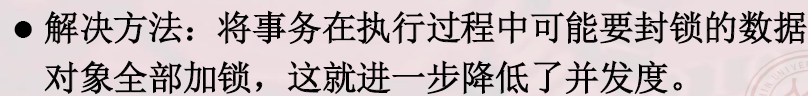 ● 解决方法：将事务在执行过程中可能要封锁的数据
对象全部加锁，这就进一步降低了并发度。